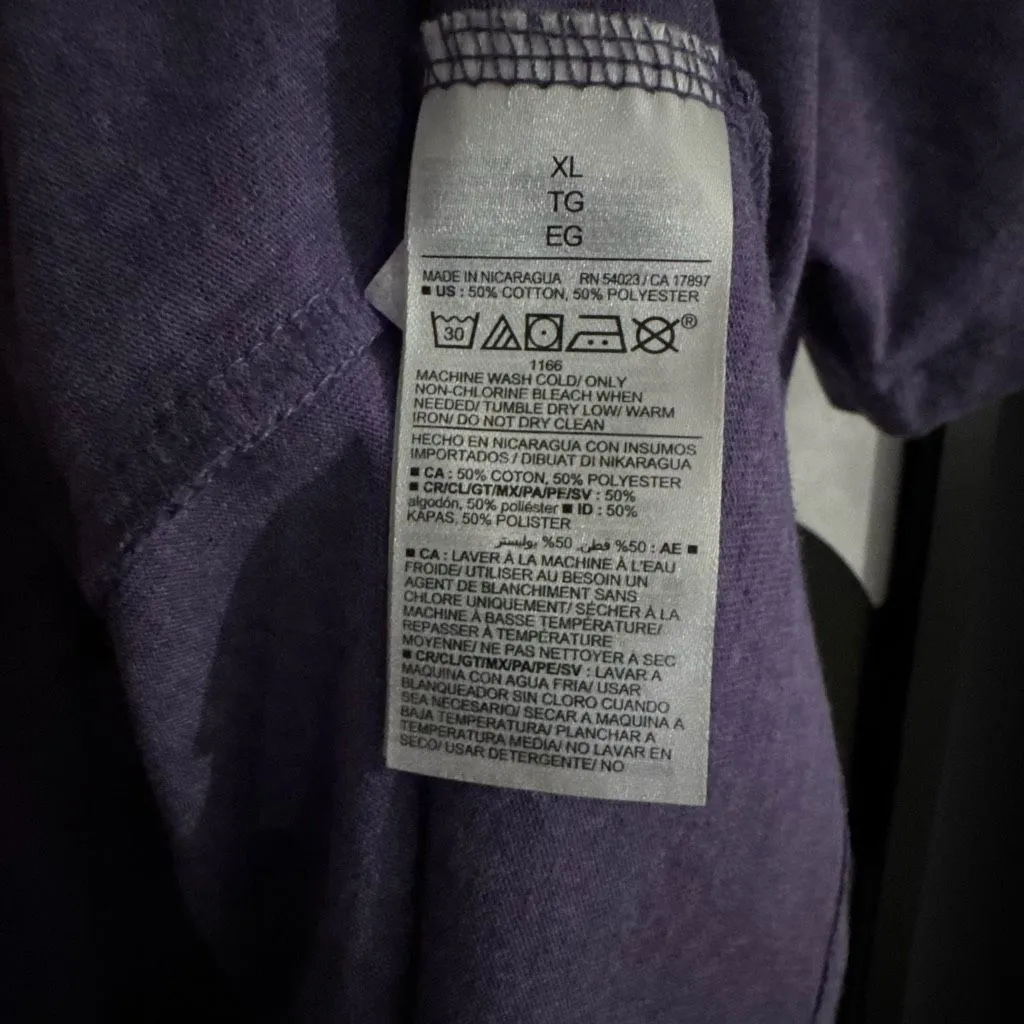 XL
TG
EG
MADE IN NICARAGUA RN 54023 / CA 17897
■ US : 50% COTTON, 50% POLYESTER
30 ®
1166
MACHINE WASH COLD/ ONLY
NON-CHLORINE BLEACH WHEN
NEEDED/ TUMBLE DRY LOW/ WARM
IRON/ DO NOT DRY CLEAN
HECHO EN NICARAGUA CON INSUMOS
IMPORTADOS / DIBUAT DI NIKARAGUA
■ CA : 50% COTON, 50% POLYESTER
■ CR/CL/GT/MX/PA/PE/SV : 50%
algodón, 50% poliéster ■ ID : 50%
KAPAS, 50% POLISTER
■ AE : %50 قطن, %50 بوليستر
■ CA : LAVER À LA MACHINE À L'EAU
FROIDE/ UTILISER AU BESOIN UN
AGENT DE BLANCHIMENT SANS
CHLORE UNIQUEMENT/ SÉCHER À LA
MACHINE À BASSE TEMPÉRATURE/
REPASSER À TEMPÉRATURE
MOYENNE/ NE PAS NETTOYER A SEC
■ CR/CL/GT/MX/PA/PE/SV : LAVAR A
MAQUINA CON AGUA FRIA/ USAR
BLANQUEADOR SIN CLORO CUANDO
SEA NECESARIO/ SECAR A MAQUINA A
BAJA TEMPERATURA/ PLANCHAR A
TEMPERATURA MEDIA/ NO LAVAR EN
SECO/ USAR DETERGENTE/ NO